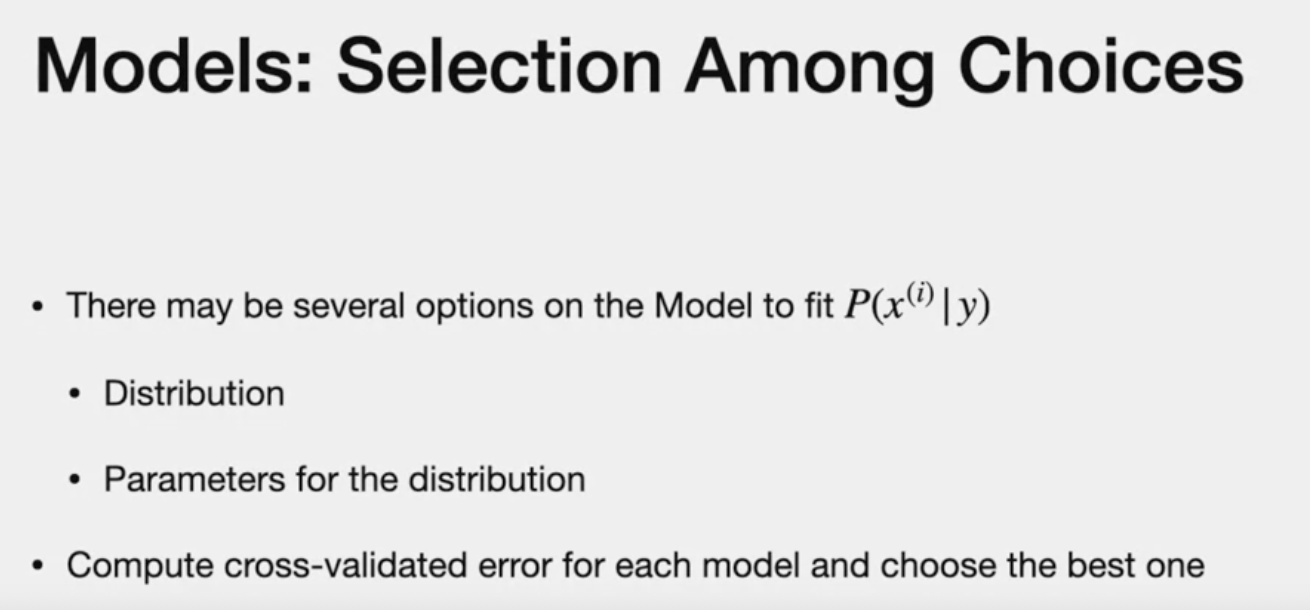 Models: Selection Among Choices
• There may be several options on the Model to fit P(x⁽ⁱ⁾ | y)
• Distribution
• Parameters for the distribution
• Compute cross-validated error for each model and choose the best one